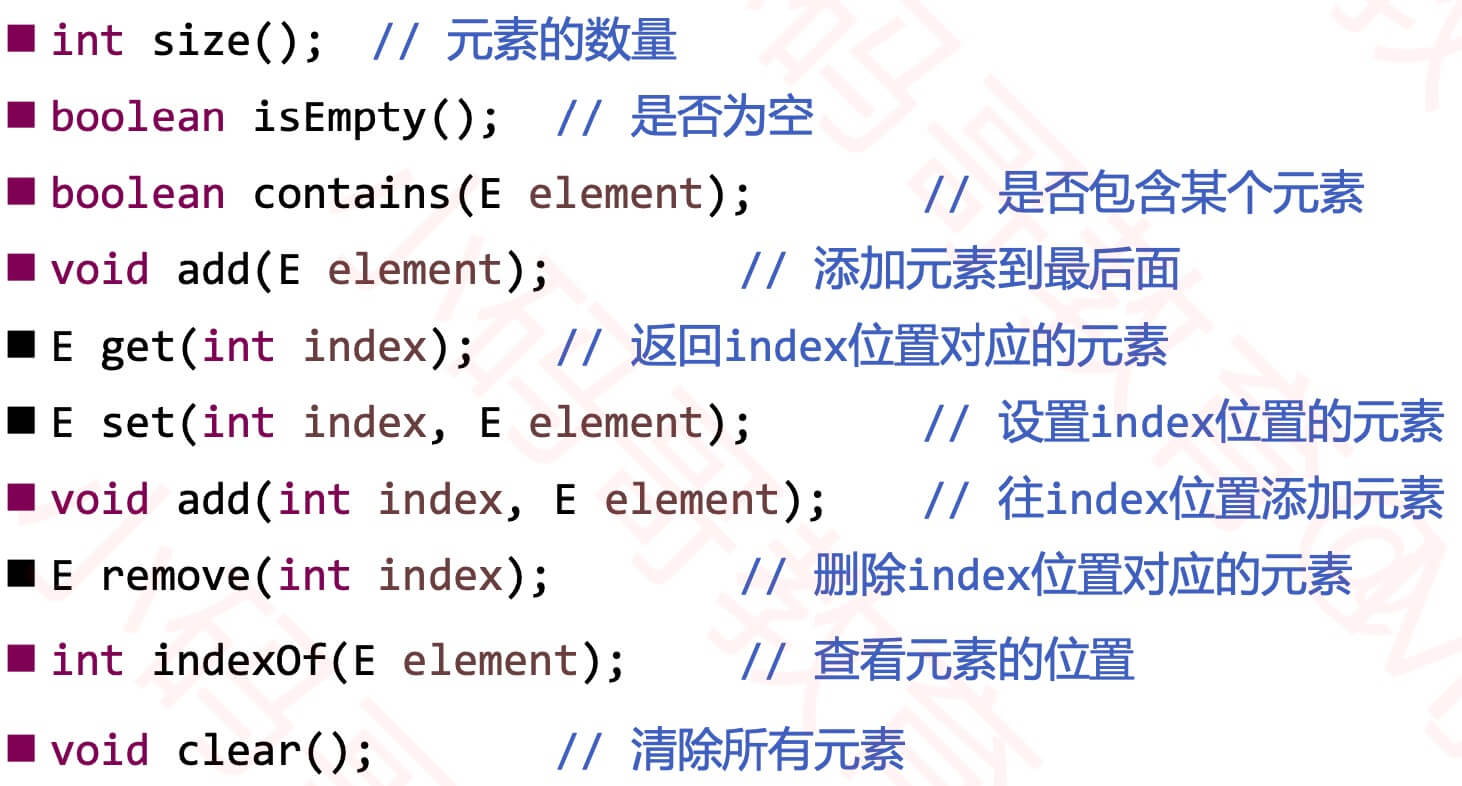 int size(); // 元素的数量
boolean isEmpty(); // 是否为空
boolean contains(E element); // 是否包含某个元素
void add(E element); // 添加元素到最后面
E get(int index); // 返回index位置对应的元素
E set(int index, E element); // 设置index位置的元素
void add(int index, E element); // 往index位置添加元素
E remove(int index); // 删除index位置对应的元素
int indexOf(E element); // 查看元素的位置
void clear(); // 清除所有元素